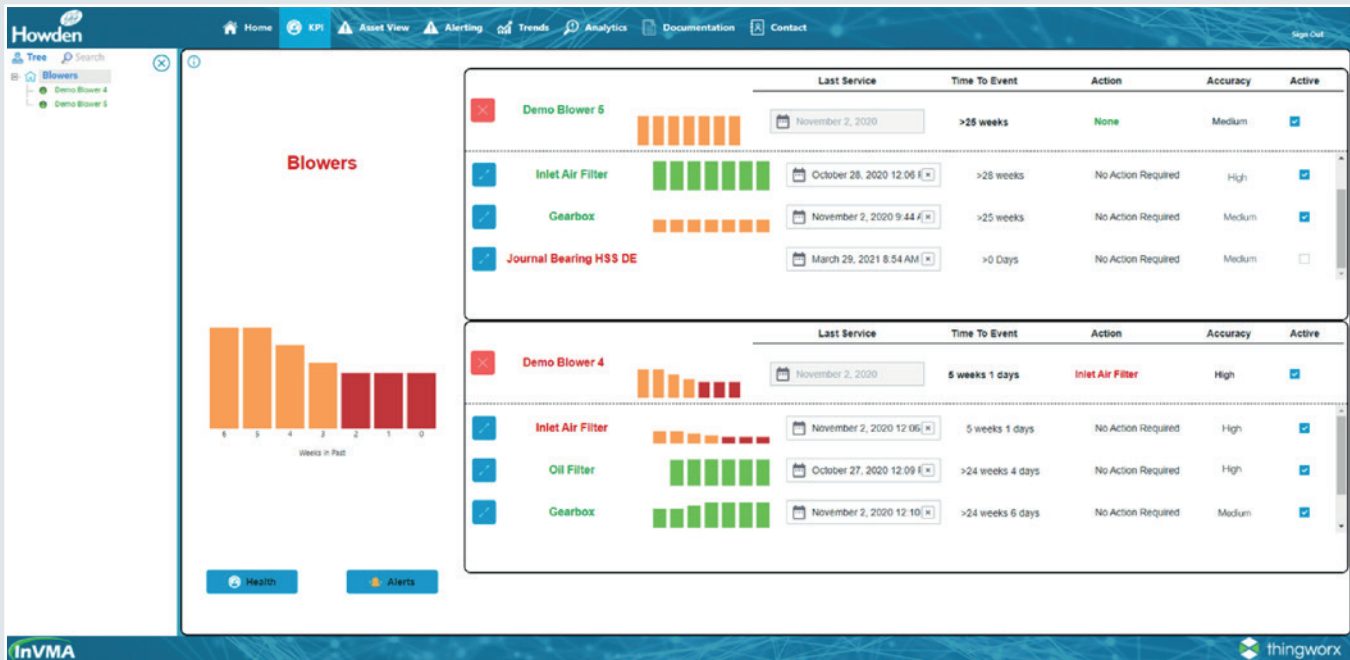 Howden
Home KPI Asset View Alerting Trends Analytics Documentation Contact
Sign Out
Tree Search
Blowers
Demo Blower 4
Demo Blower 5
Blowers
6 5 4 3 2 1 0
Weeks in Past
Health Alerts
Last Service Time To Event Action Accuracy Active
Demo Blower 5 November 2, 2020 >25 weeks None Medium
Inlet Air Filter October 28, 2020 12:06 >28 weeks No Action Required High
Gearbox November 2, 2020 9:44 >25 weeks No Action Required Medium
Journal Bearing HSS DE March 29, 2021 8:54 AM >0 Days No Action Required Medium
Last Service Time To Event Action Accuracy Active
Demo Blower 4 November 2, 2020 5 weeks 1 days Inlet Air Filter High
Inlet Air Filter November 2, 2020 12:06 5 weeks 1 days No Action Required High
Oil Filter October 27, 2020 12:09 >24 weeks 4 days No Action Required High
Gearbox November 2, 2020 12:10 >24 weeks 6 days No Action Required Medium
InVMA
thingworx